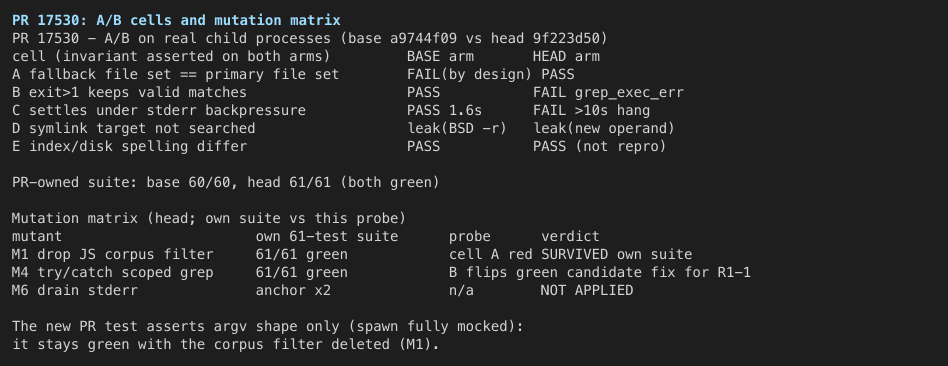 PR 17530: A/B cells and mutation matrix
PR 17530 – A/B on real child processes (base a9744f09 vs head 9f223d50)
cell (invariant asserted on both arms) BASE arm HEAD arm
A fallback file set == primary file set FAIL(by design) PASS
B exit>1 keeps valid matches PASS FAIL grep_exec_err
C settles under stderr backpressure PASS 1.6s FAIL >10s hang
D symlink target not searched leak(BSD -r) leak(new operand)
E index/disk spelling differ PASS PASS (not repro)
PR-owned suite: base 60/60, head 61/61 (both green)
Mutation matrix (head; own suite vs this probe)
mutant own 61-test suite probe verdict
M1 drop JS corpus filter 61/61 green cell A red SURVIVED own suite
M4 try/catch scoped grep 61/61 green B flips green candidate fix for R1-1
M6 drain stderr anchor x2 n/a NOT APPLIED
The new PR test asserts argv shape only (spawn fully mocked):
it stays green with the corpus filter deleted (M1).